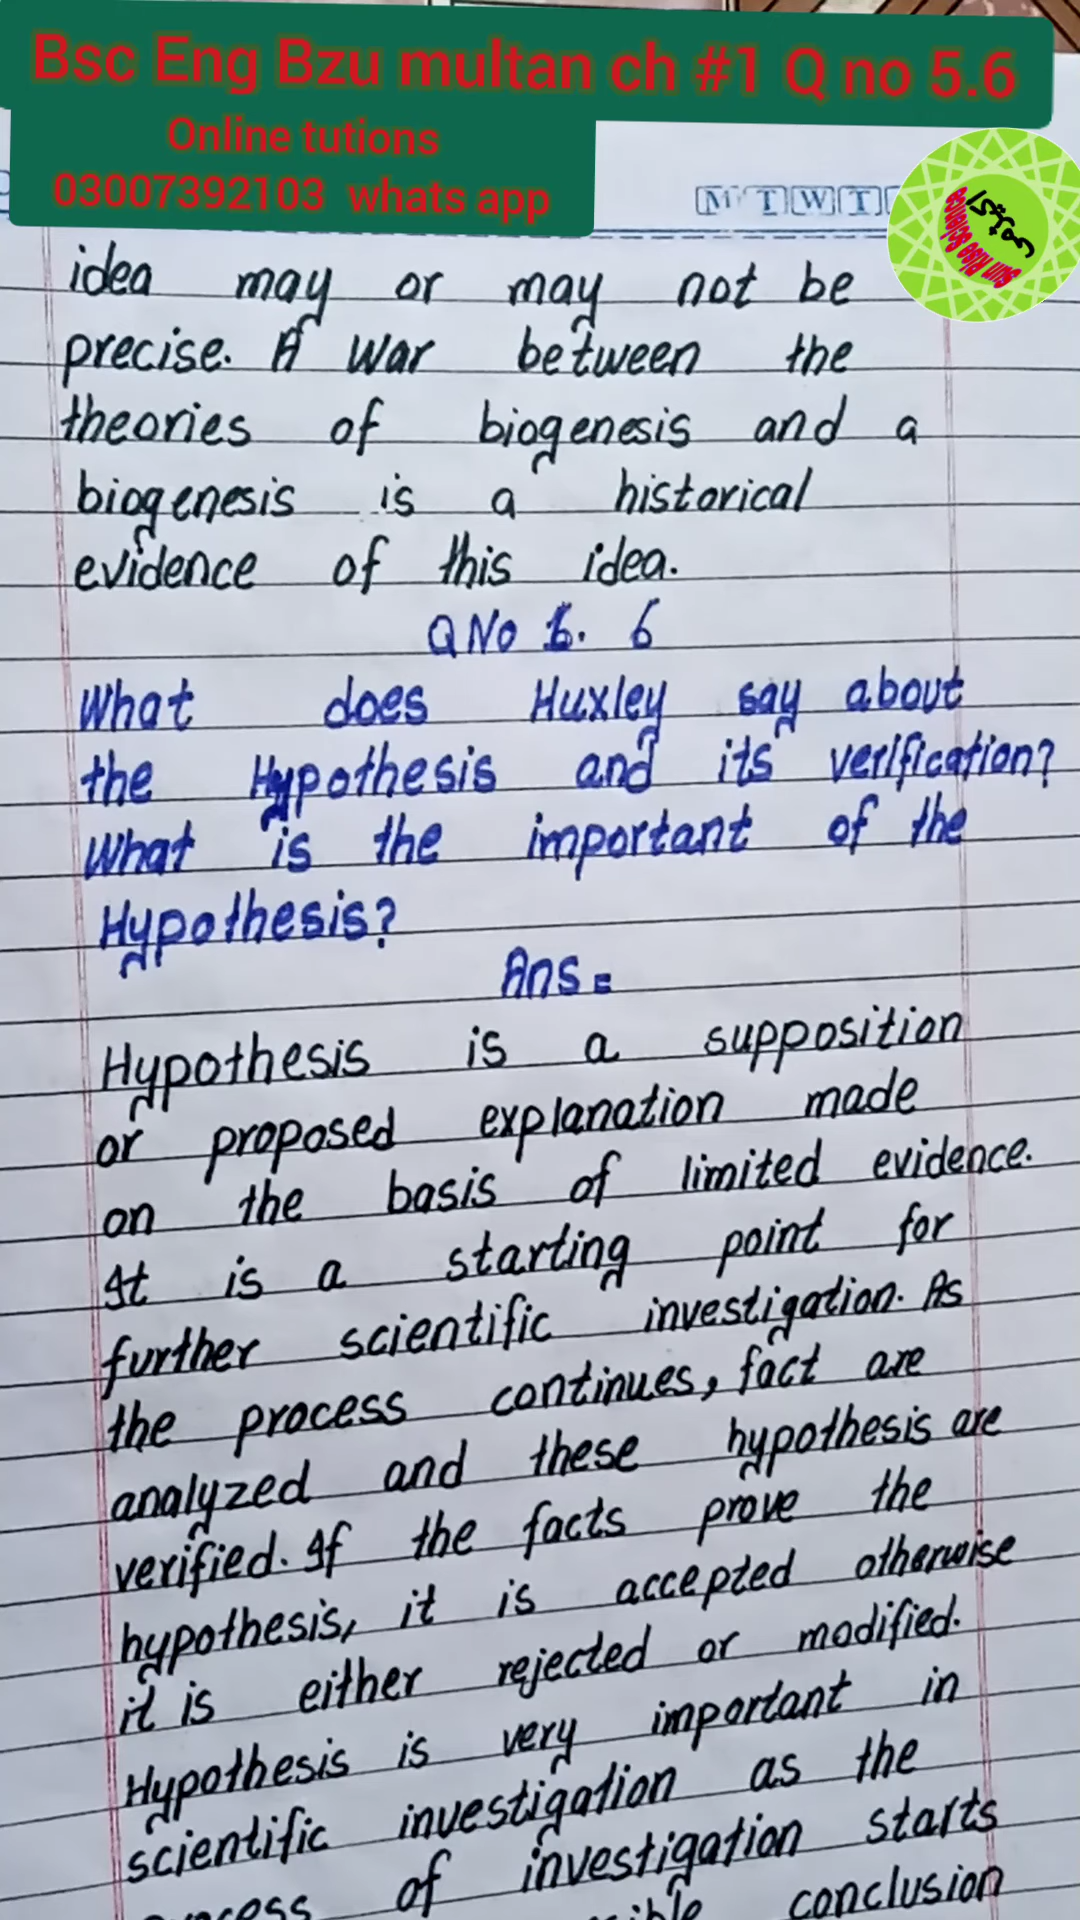 Bsc Eng Bzu multan ch #1 Q no 5.6
Online tutions
03007392103 whats app
M T W T
idea may or may not be
precise. A war between the
theories of biogenesis and a
biogenesis is a historical
evidence of this idea.
Q No 6. 6
What does Huxley say about
the Hypothesis and its verification?
What is the important of the
Hypothesis?
Ans =
Hypothesis is a supposition
or proposed explanation made
on the basis of limited evidence.
It is a starting point for
further scientific investigation. As
the process continues, fact are
analyzed and these hypothesis are
verified. If the facts prove the
hypothesis, it is accepted otherwise
it is either rejected or modified.
Hypothesis is very important in
scientific investigation as the
of investigation starts
conclusion